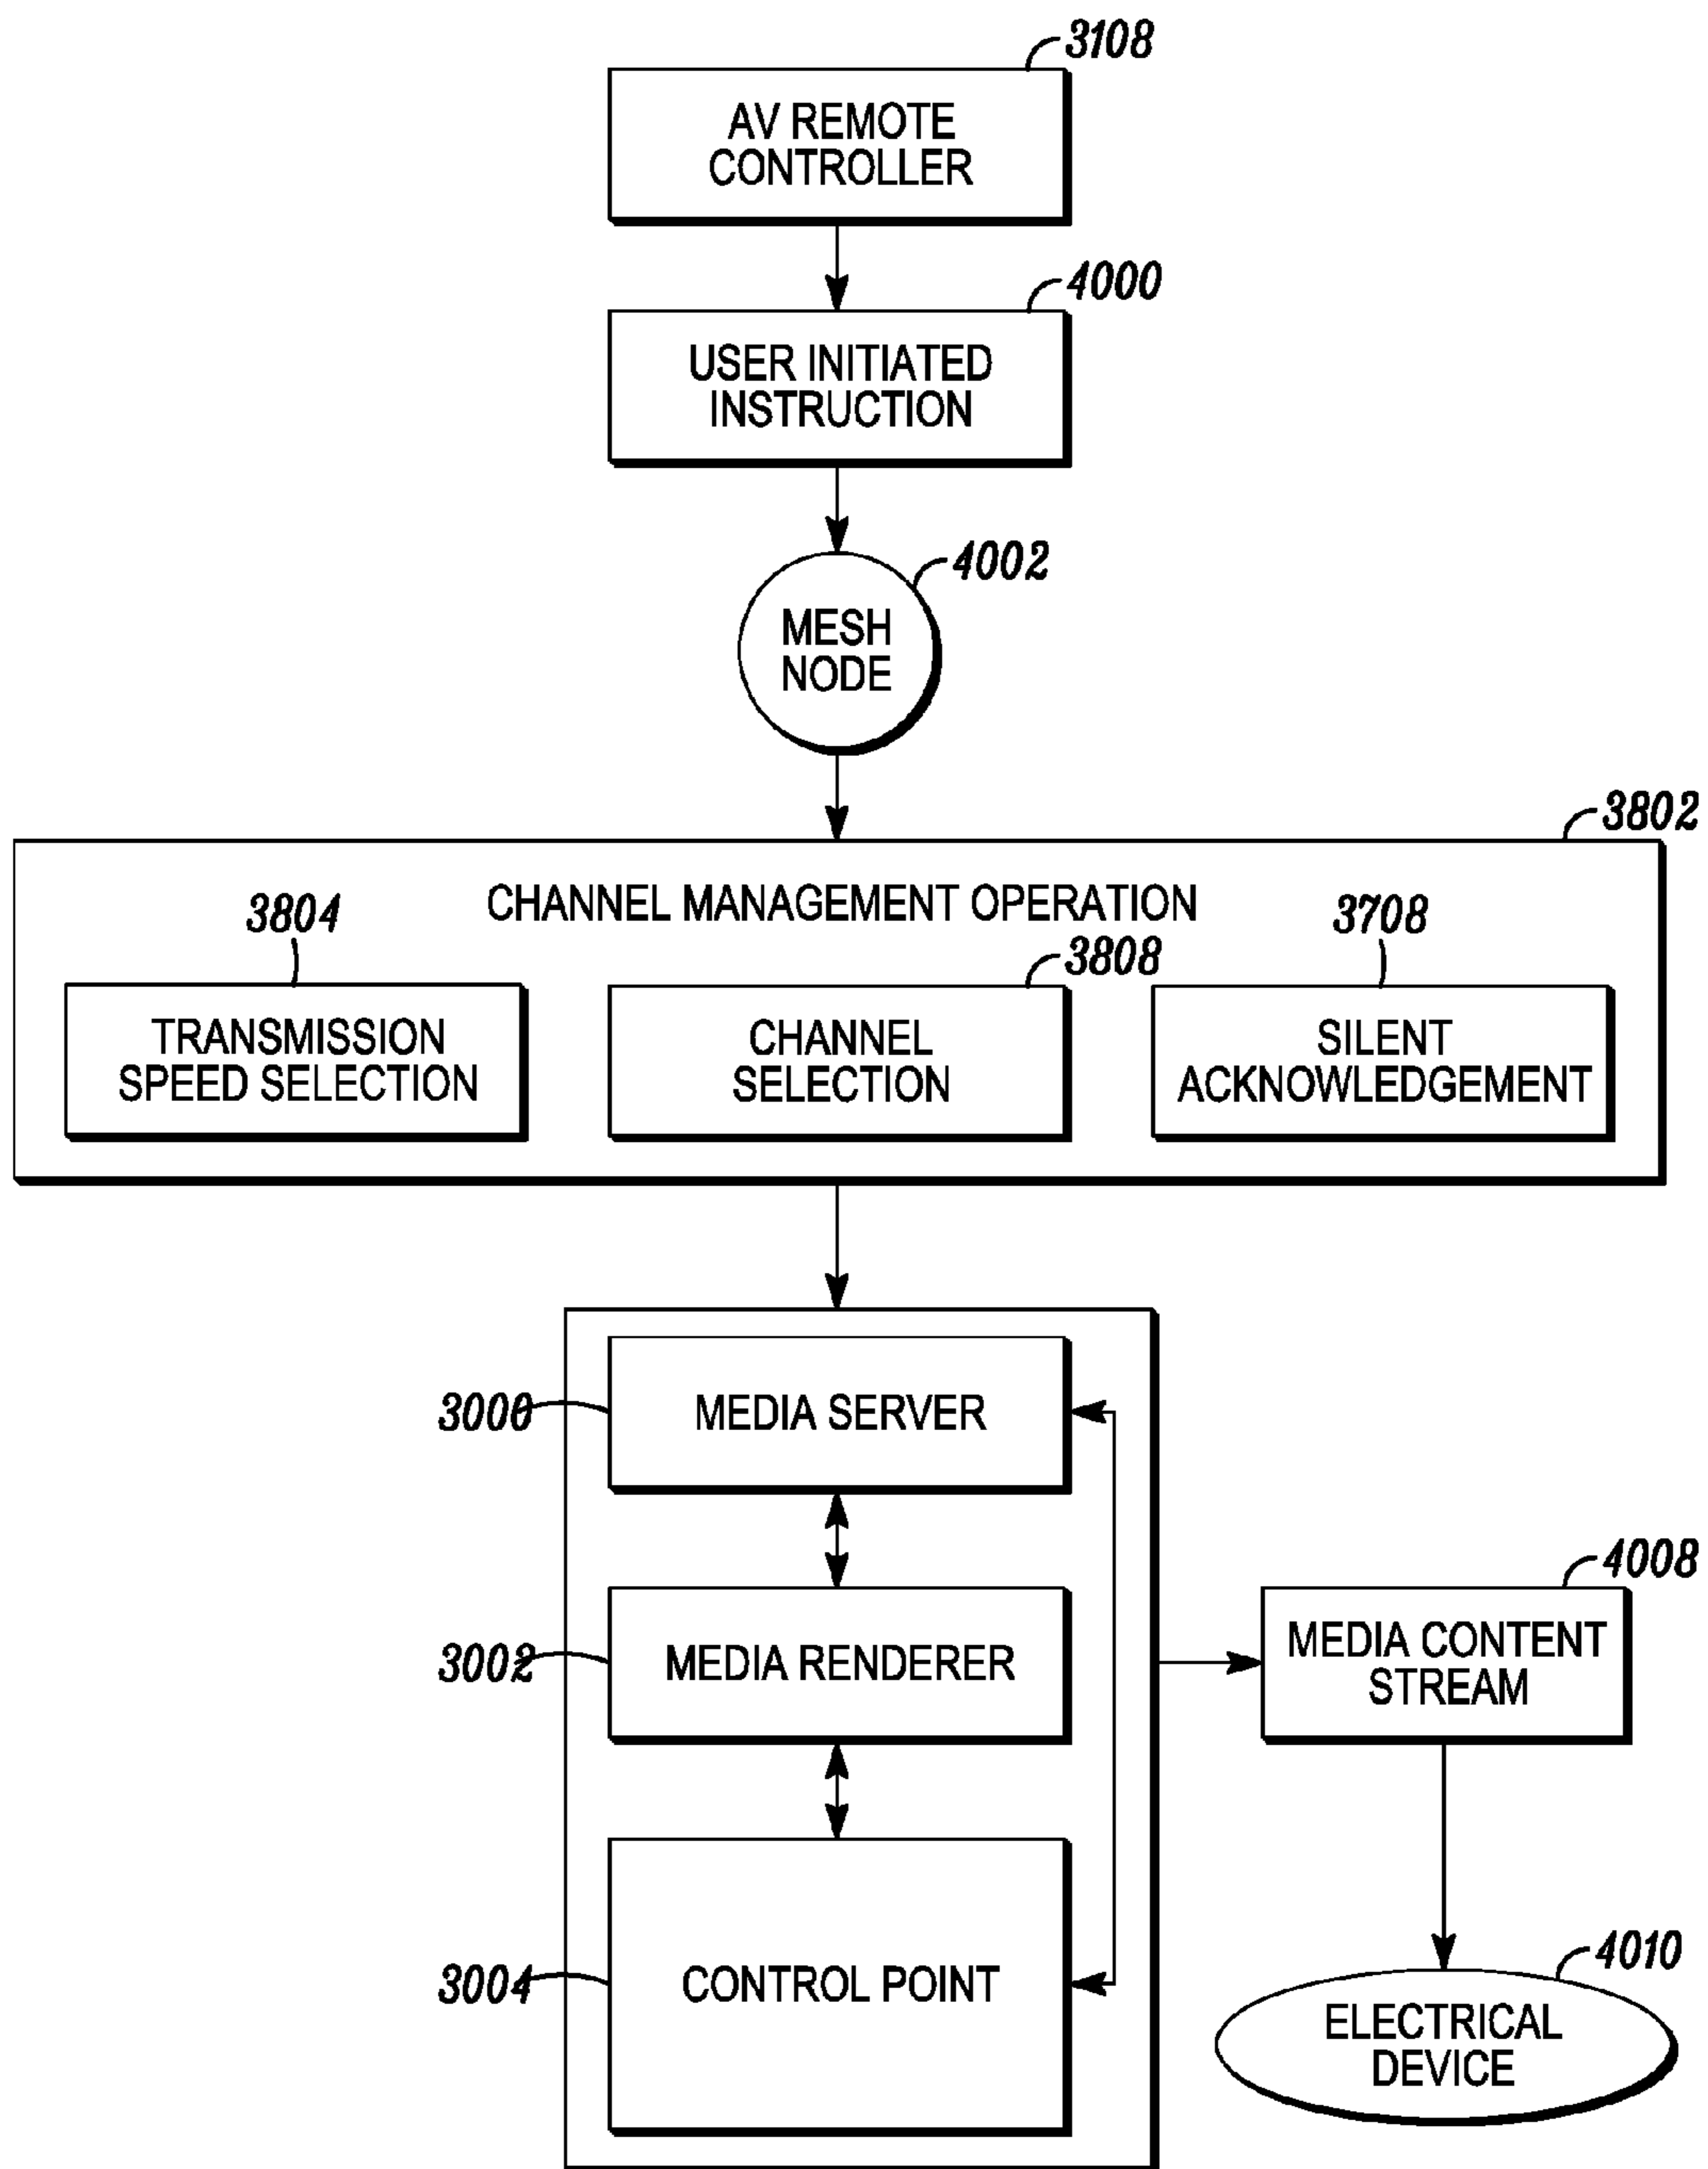 3108
AV REMOTE
CONTROLLER
4000
USER INITIATED
INSTRUCTION
4002
MESH
NODE
3802
CHANNEL MANAGEMENT OPERATION
3804
TRANSMISSION
SPEED SELECTION
3808
CHANNEL
SELECTION
3708
SILENT
ACKNOWLEDGEMENT
3000
MEDIA SERVER
3002
MEDIA RENDERER
3004
CONTROL POINT
4008
MEDIA CONTENT
STREAM
4010
ELECTRICAL
DEVICE